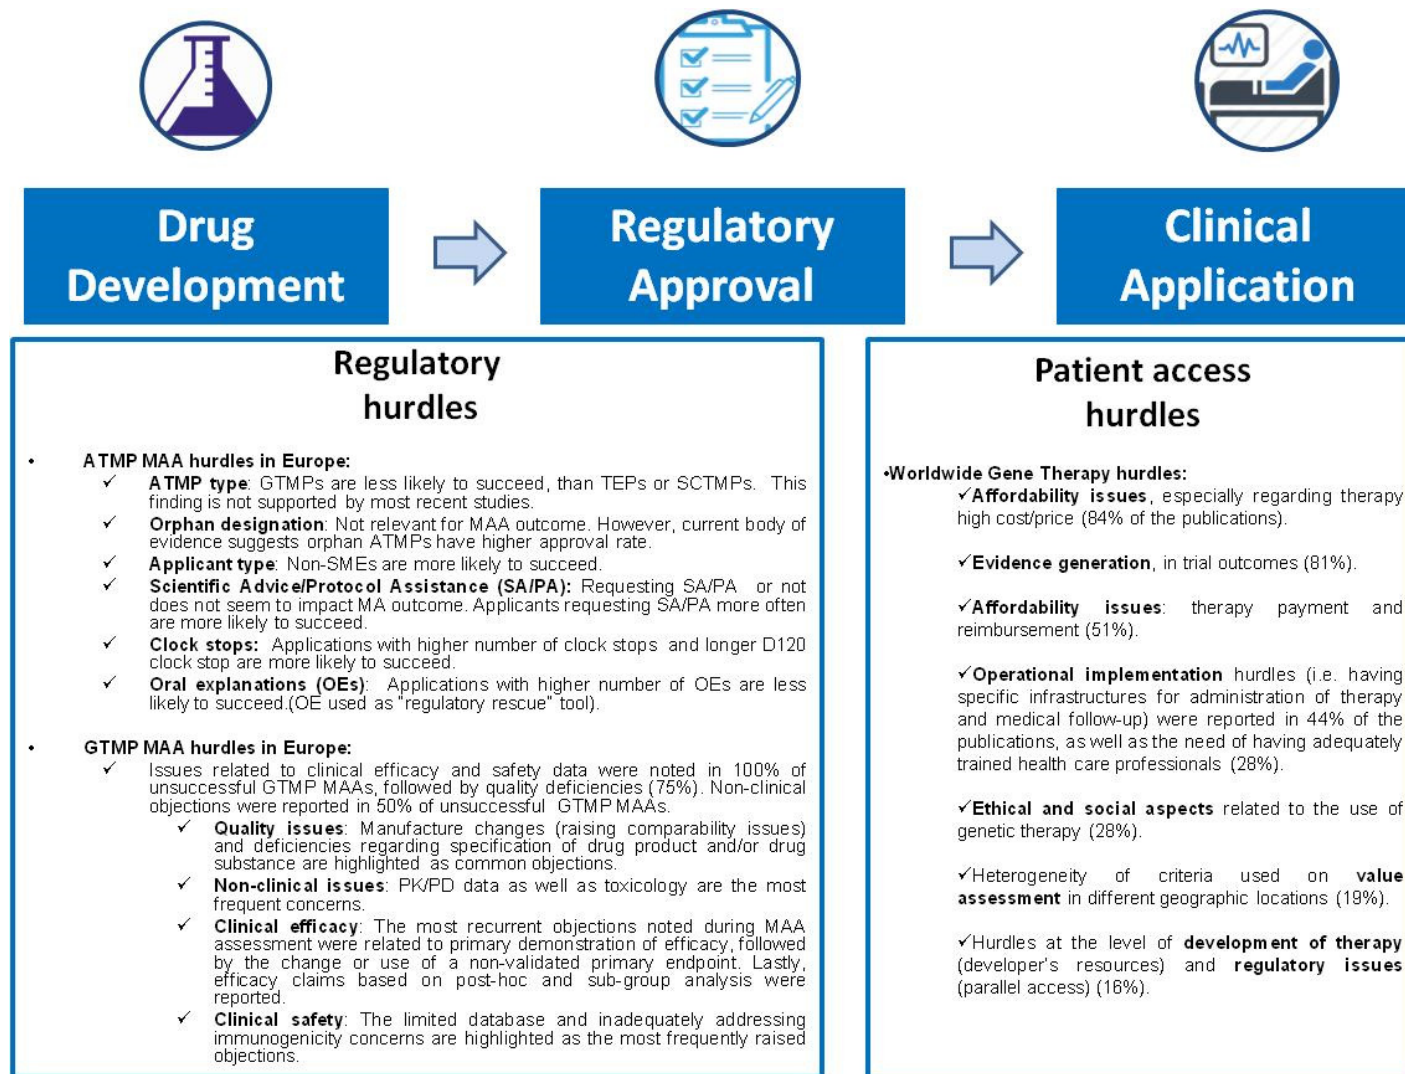 Drug
Development
Regulatory
Approval
Clinical
Application
Regulatory
hurdles
• ATMP MAA hurdles in Europe:
✓ ATMP type: GTMPs are less likely to succeed, than TEPs or SCTMPs. This
finding is not supported by most recent studies.
✓ Orphan designation: Not relevant for MAA outcome. However, current body of
evidence suggests orphan ATMPs have higher approval rate.
✓ Applicant type: Non-SMEs are more likely to succeed.
✓ Scientific Advice/Protocol Assistance (SA/PA): Requesting SA/PA or not
does not seem to impact MA outcome. Applicants requesting SA/PA more often
are more likely to succeed.
✓ Clock stops: Applications with higher number of clock stops and longer D120
clock stop are more likely to succeed.
✓ Oral explanations (OEs): Applications with higher number of OEs are less
likely to succeed.(OE used as "regulatory rescue" tool).
• GTMP MAA hurdles in Europe:
✓ Issues related to clinical efficacy and safety data were noted in 100% of
unsuccessful GTMP MAAs, followed by quality deficiencies (75%). Non-clinical
objections were reported in 50% of unsuccessful GTMP MAAs.
✓ Quality issues: Manufacture changes (raising comparability issues)
and deficiencies regarding specification of drug product and/or drug
substance are highlighted as common objections.
✓ Non-clinical issues: PK/PD data as well as toxicology are the most
frequent concerns.
✓ Clinical efficacy: The most recurrent objections noted during MAA
assessment were related to primary demonstration of efficacy, followed
by the change or use of a non-validated primary endpoint. Lastly,
efficacy claims based on post-hoc and sub-group analysis were
reported.
✓ Clinical safety: The limited database and inadequately addressing
immunogenicity concerns are highlighted as the most frequently raised
objections.
Patient access
hurdles
•Worldwide Gene Therapy hurdles:
✓Affordability issues, especially regarding therapy
high cost/price (84% of the publications).
✓Evidence generation, in trial outcomes (81%).
✓Affordability issues: therapy payment and
reimbursement (51%).
✓Operational implementation hurdles (i.e. having
specific infrastructures for administration of therapy
and medical follow-up) were reported in 44% of the
publications, as well as the need of having adequately
trained health care professionals (28%).
✓Ethical and social aspects related to the use of
genetic therapy (28%).
✓Heterogeneity of criteria used on value
assessment in different geographic locations (19%).
✓Hurdles at the level of development of therapy
(developer's resources) and regulatory issues
(parallel access) (16%).